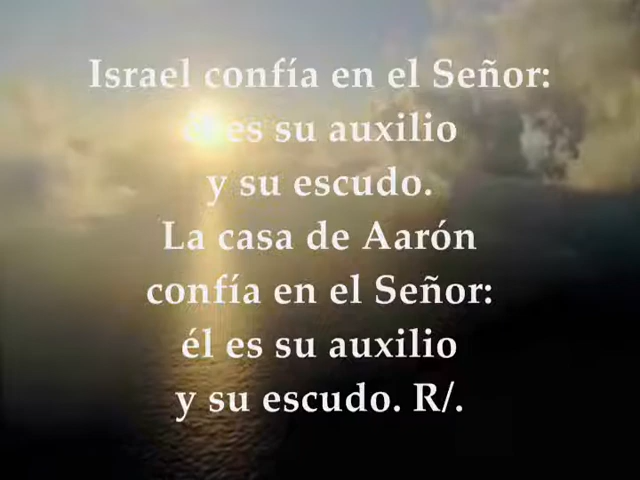 Israel confía en el Señor:
él es su auxilio
y su escudo.
La casa de Aarón
confía en el Señor:
él es su auxilio
y su escudo. R/.